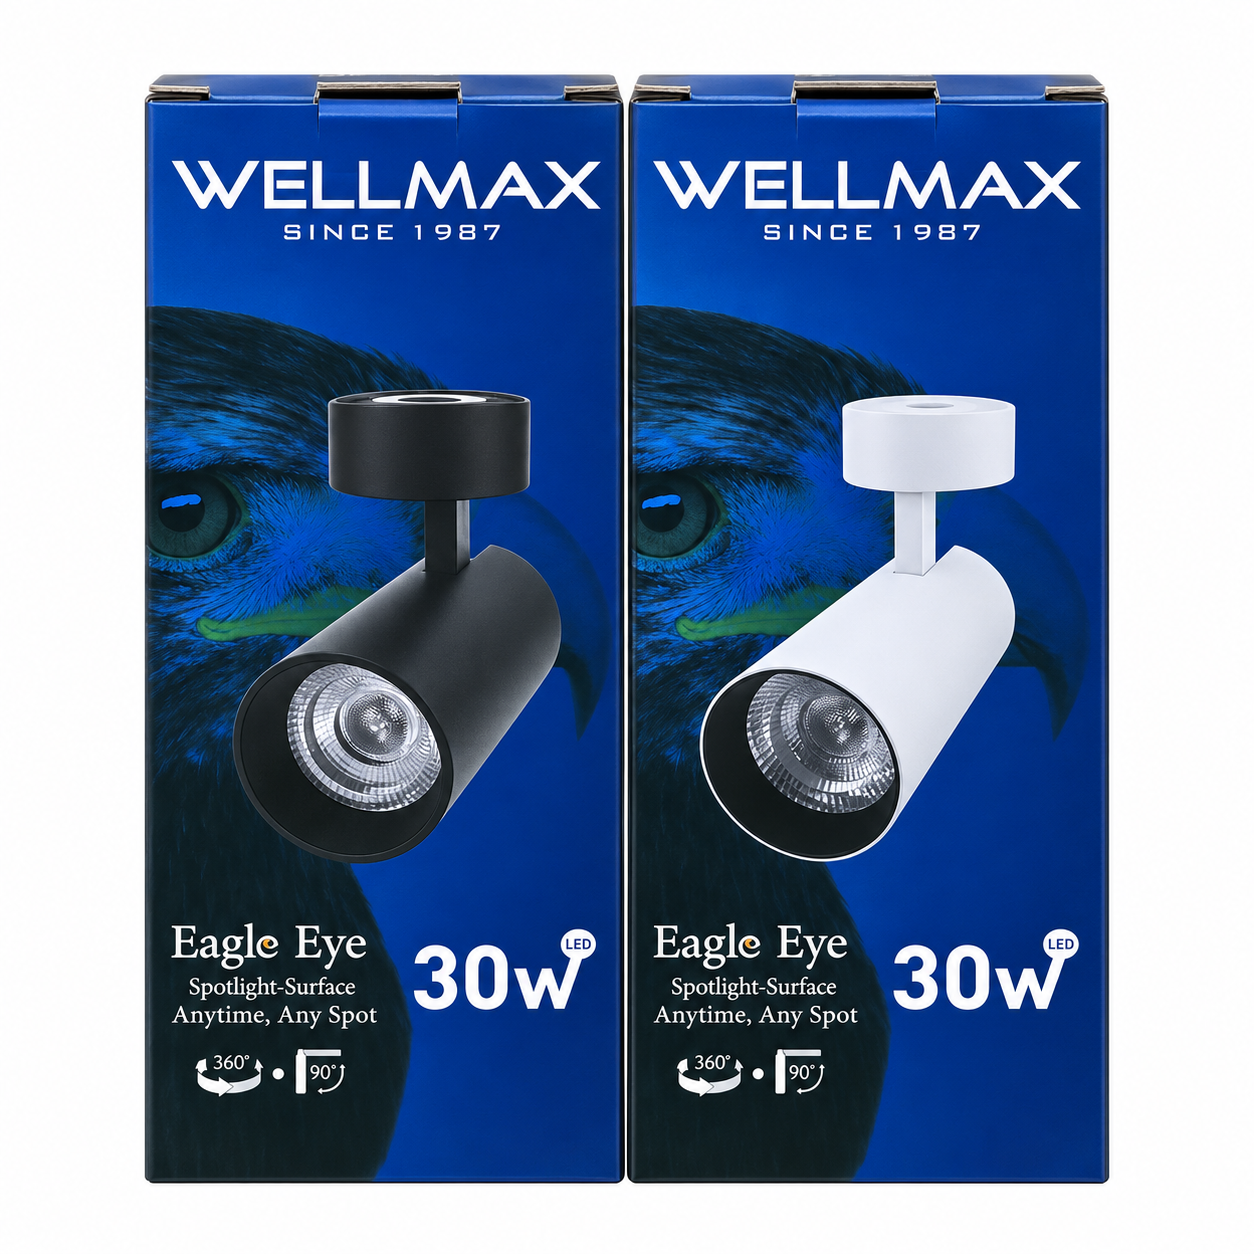 WELLMAX
SINCE 1987
Eagle Eye
Spotlight-Surface
Anytime, Any Spot
30w LED
360° • 90°
WELLMAX
SINCE 1987
Eagle Eye
Spotlight-Surface
Anytime, Any Spot
30w LED
360° • 90°